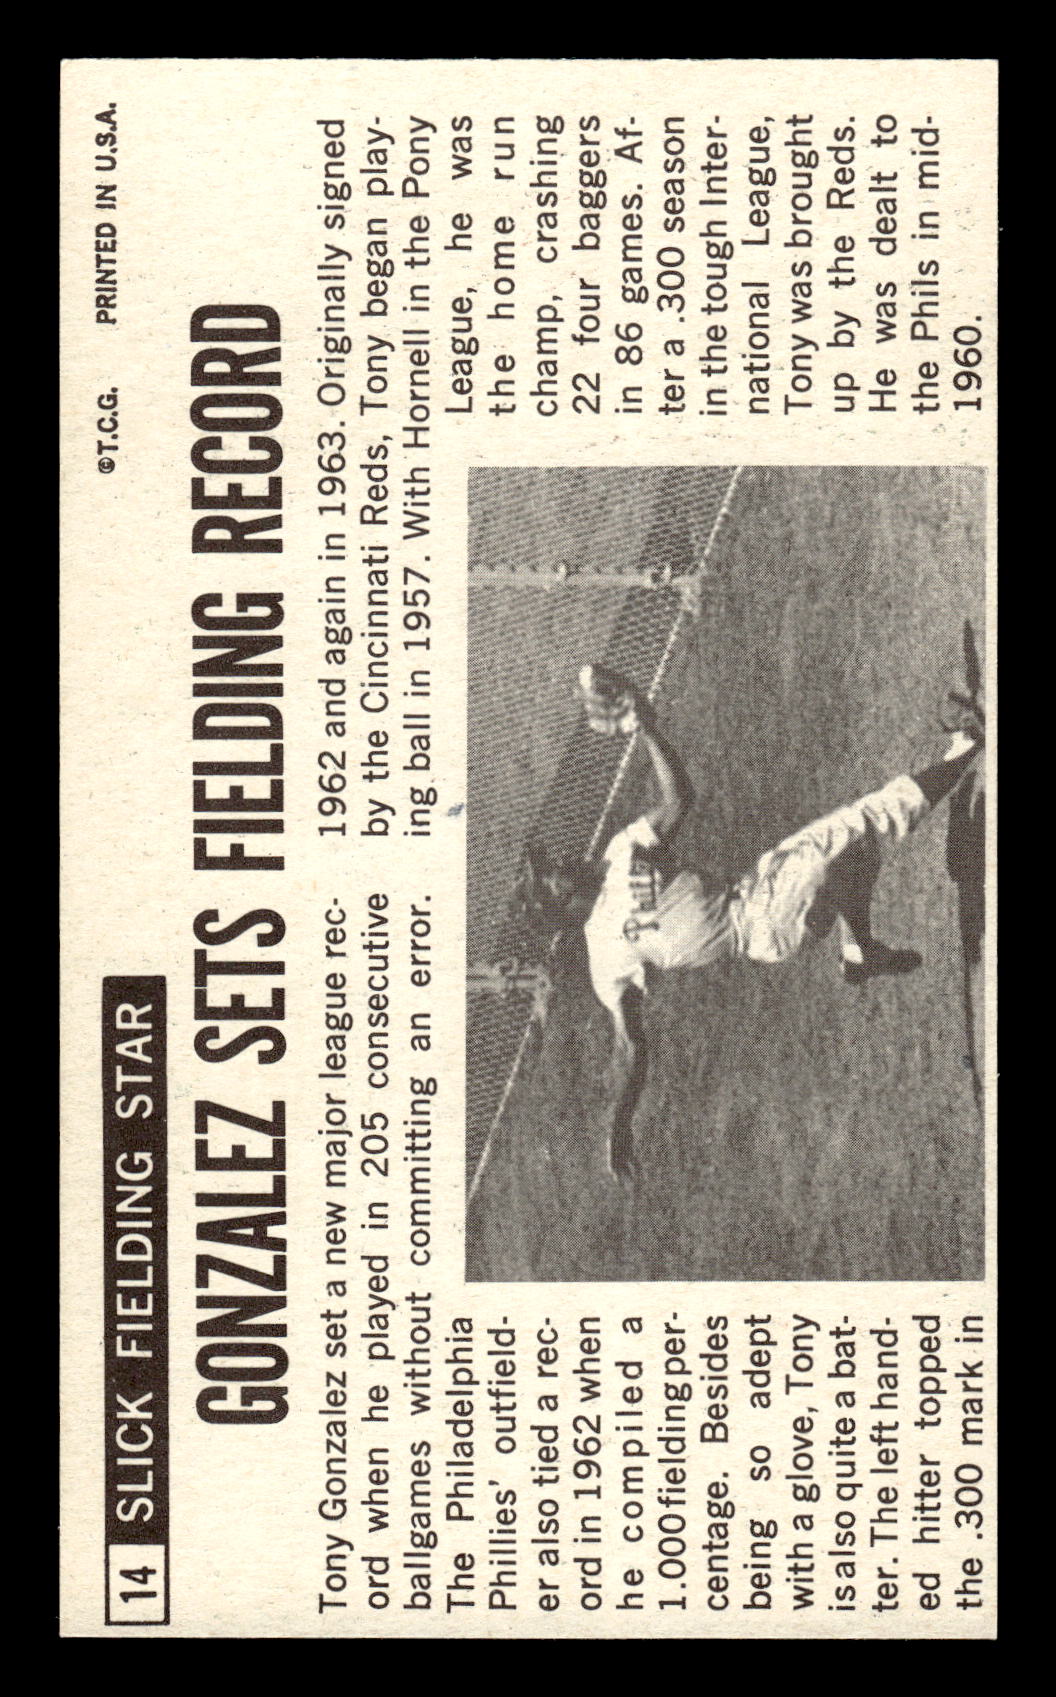 14 SLICK FIELDING STAR ©T.C.G. PRINTED IN U.S.A.
GONZALEZ SETS FIELDING RECORD
Tony Gonzalez set a new major league rec-
ord when he played in 205 consecutive
ballgames without committing an error.
The Philadelphia
Phillies' outfield-
er also tied a rec-
ord in 1962 when
he compiled a
1.000 fielding per-
centage. Besides
being so adept
with a glove, Tony
is also quite a bat-
ter. The left hand-
ed hitter topped
the .300 mark in
1962 and again in 1963. Originally signed
by the Cincinnati Reds, Tony began play-
ing ball in 1957. With Hornell in the Pony
League, he was
the home run
champ, crashing
22 four baggers
in 86 games. Af-
ter a .300 season
in the tough Inter-
national League,
Tony was brought
up by the Reds.
He was dealt to
the Phils in mid-
1960.
Phillies